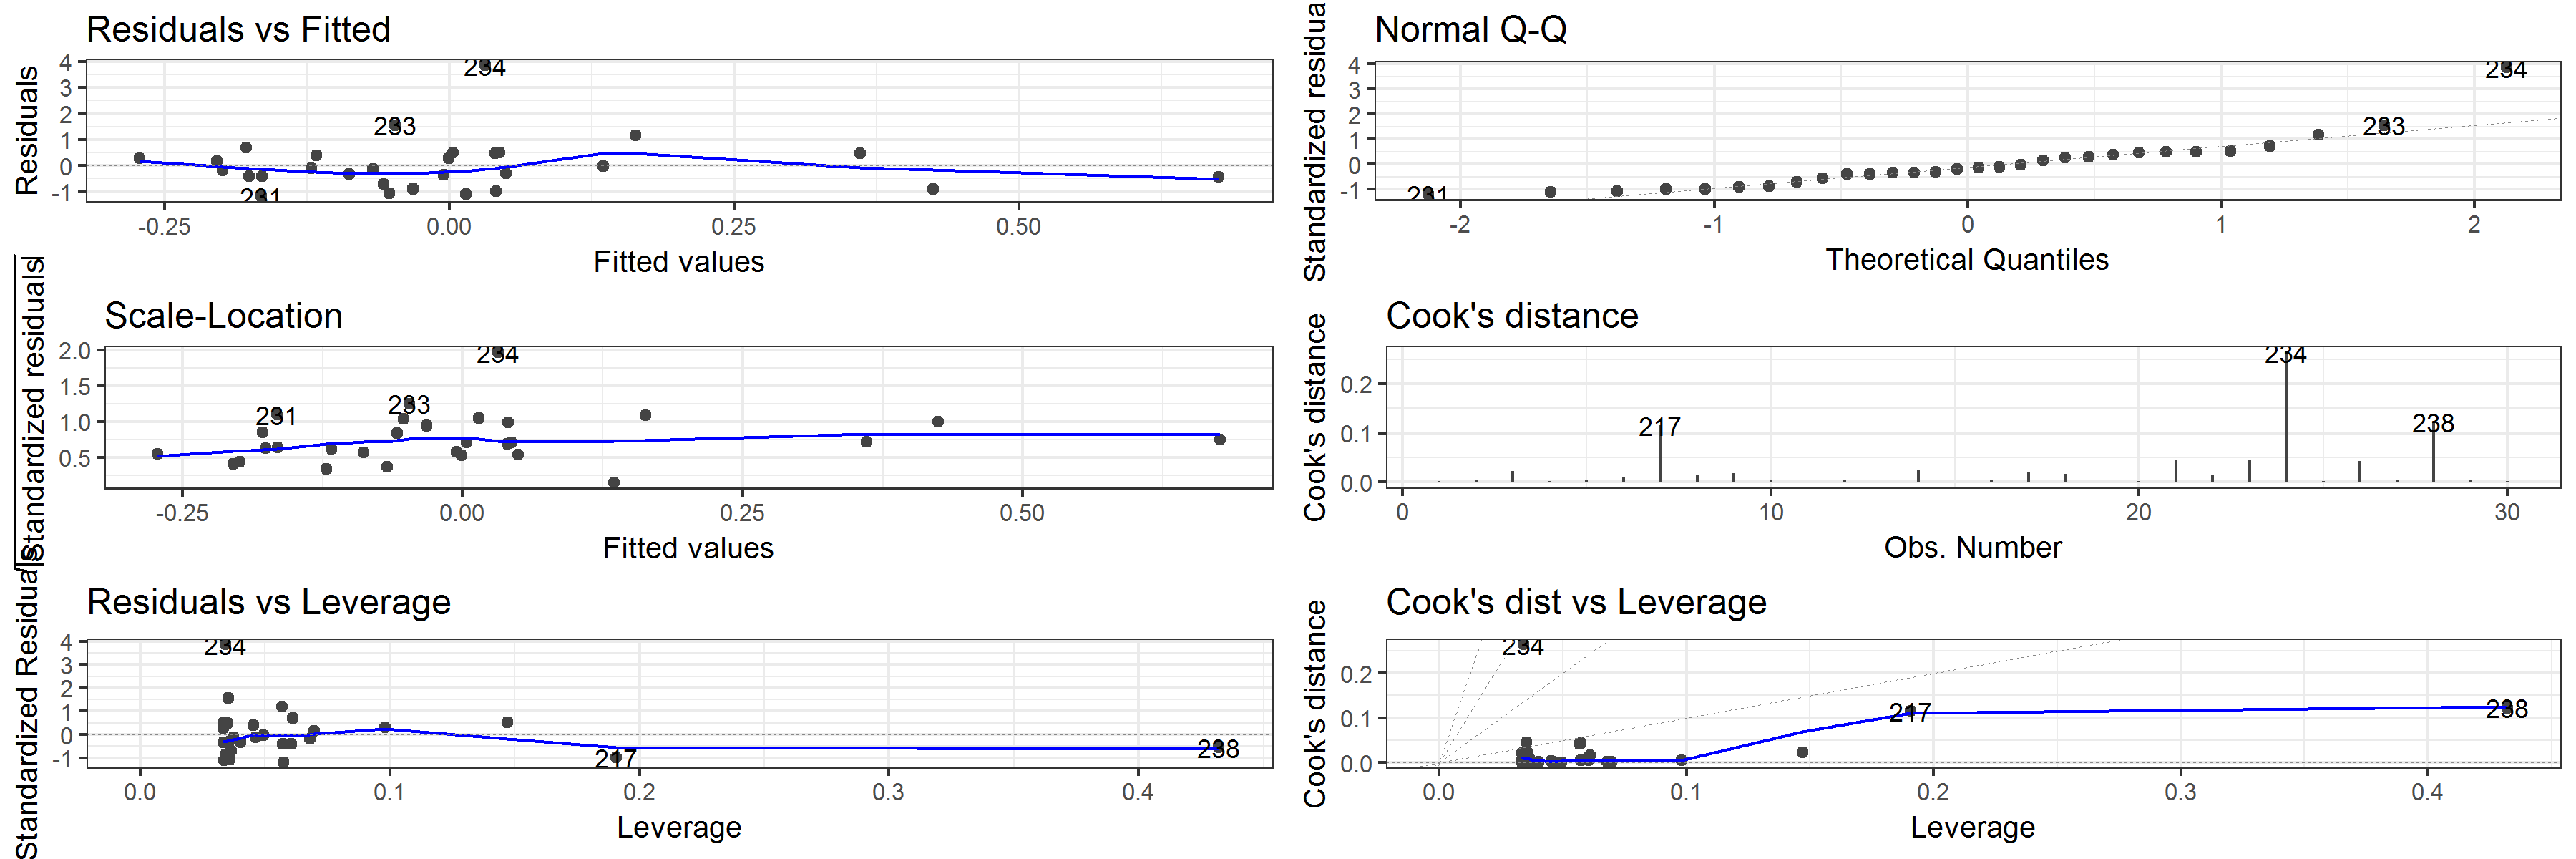 Residuals vs Fitted
Residuals
4
3
2
1
0
-1
234
233
231
-0.25 0.00 0.25 0.50
Fitted values
Normal Q-Q
Standardized residua
4
3
2
1
0
-1
234
233
231
-2 -1 0 1 2
Theoretical Quantiles
Scale-Location
|Standardized residuals|
2.0
1.5
1.0
0.5
234
233
231
-0.25 0.00 0.25 0.50
Fitted values
Cook's distance
Cook's distance
0.2
0.1
0.0
217
234
238
0 10 20 30
Obs. Number
Residuals vs Leverage
Standardized Residuals
4
3
2
1
0
-1
234
217
238
0.0 0.1 0.2 0.3 0.4
Leverage
Cook's dist vs Leverage
Cook's distance
0.2
0.1
0.0
234
217
238
0.0 0.1 0.2 0.3 0.4
Leverage